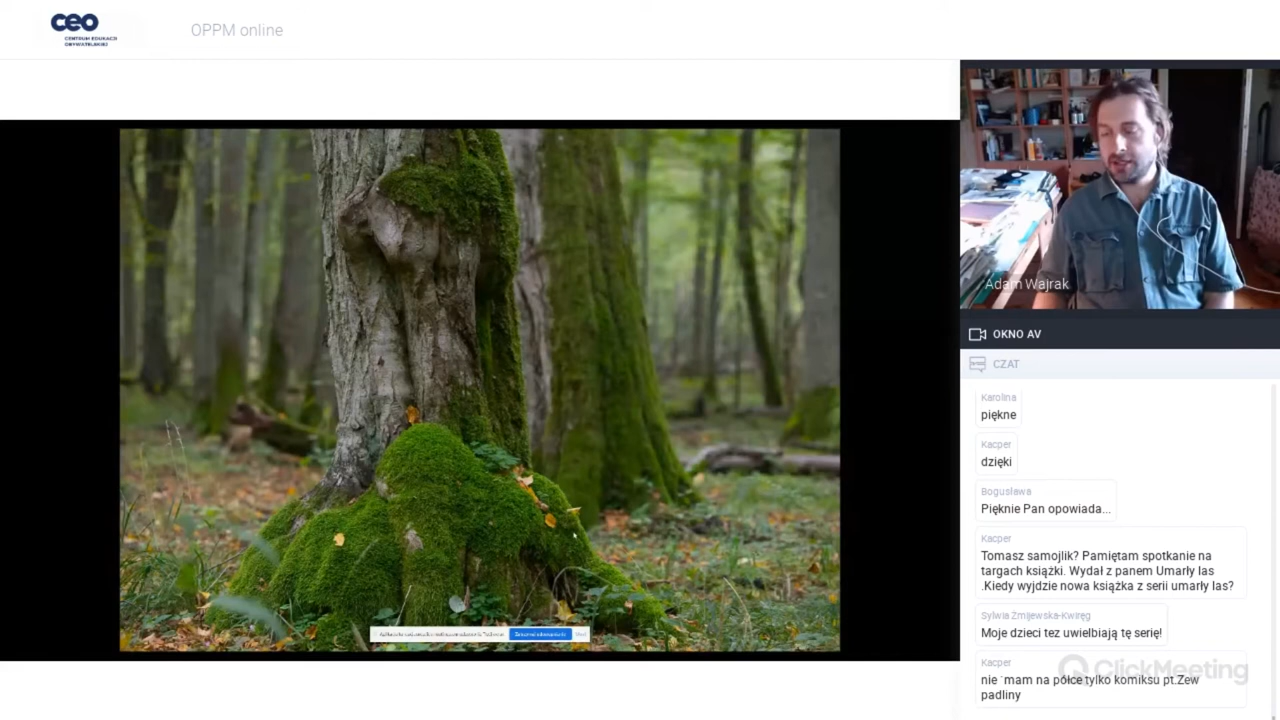 ceo
CENTRUM EDUKACJI
OBYWATELSKIEJ
OPPM online
Adam Wajrak
OKNO AV
CZAT
Karolina
piękne
Kacper
dzięki
Bogusława
Pięknie Pan opowiada...
Kacper
Tomasz samojlik? Pamiętam spotkanie na
targach książki. Wydał z panem Umarły las
.Kiedy wyjdzie nowa książka z serii umarły las?
Sylwia Żmijewska-Kwiręg
Moje dzieci tez uwielbiają tę serię!
Kacper
nie ¨mam na półce tylko komiksu pt.Zew
padliny
ClickMeeting